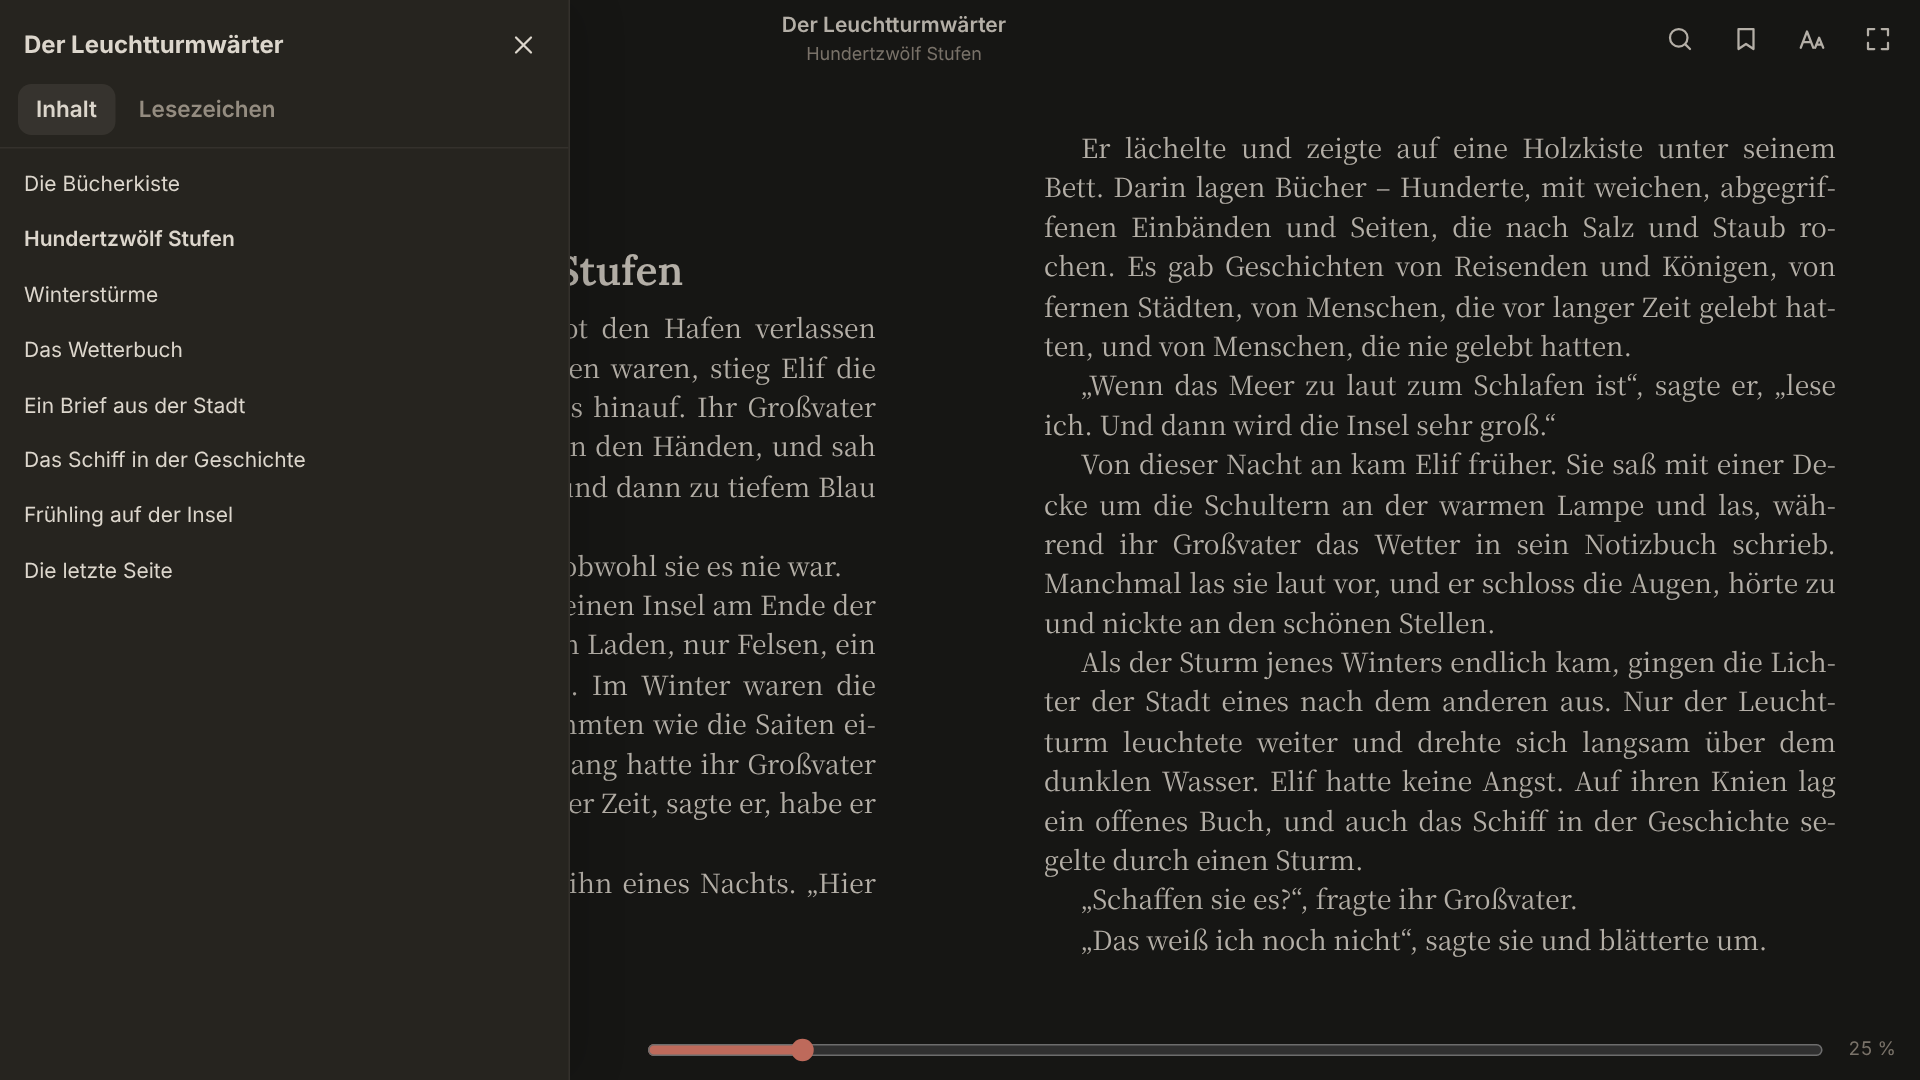 Der Leuchtturmwärter
Inhalt
Lesezeichen
Die Bücherkiste
Hundertzwölf Stufen
Winterstürme
Das Wetterbuch
Ein Brief aus der Stadt
Das Schiff in der Geschichte
Frühling auf der Insel
Die letzte Seite
Der Leuchtturmwärter
Hundertzwölf Stufen
AA
Stufen
den Hafen verlassen
waren, stieg Elif die
hinauf. Ihr Großvater
den Händen, und sah
und dann zu tiefem Blau
obwohl sie es nie war.
einen Insel am Ende der
Laden, nur Felsen, ein
. Im Winter waren die
wie die Saiten ei-
hatte ihr Großvater
er Zeit, sagte er, habe er
ihn eines Nachts. „Hier
Er lächelte und zeigte auf eine Holzkiste unter seinem
Bett. Darin lagen Bücher – Hunderte, mit weichen, abgegrif-
fenen Einbänden und Seiten, die nach Salz und Staub ro-
chen. Es gab Geschichten von Reisenden und Königen, von
fernen Städten, von Menschen, die vor langer Zeit gelebt hat-
ten, und von Menschen, die nie gelebt hatten.
„Wenn das Meer zu laut zum Schlafen ist“, sagte er, „lese
ich. Und dann wird die Insel sehr groß.“
Von dieser Nacht an kam Elif früher. Sie saß mit einer De-
cke um die Schultern an der warmen Lampe und las, wäh-
rend ihr Großvater das Wetter in sein Notizbuch schrieb.
Manchmal las sie laut vor, und er schloss die Augen, hörte zu
und nickte an den schönen Stellen.
Als der Sturm jenes Winters endlich kam, gingen die Lich-
ter der Stadt eines nach dem anderen aus. Nur der Leucht-
turm leuchtete weiter und drehte sich langsam über dem
dunklen Wasser. Elif hatte keine Angst. Auf ihren Knien lag
ein offenes Buch, und auch das Schiff in der Geschichte se-
gelte durch einen Sturm.
„Schaffen sie es?“, fragte ihr Großvater.
„Das weiß ich noch nicht“, sagte sie und blätterte um.
25 %